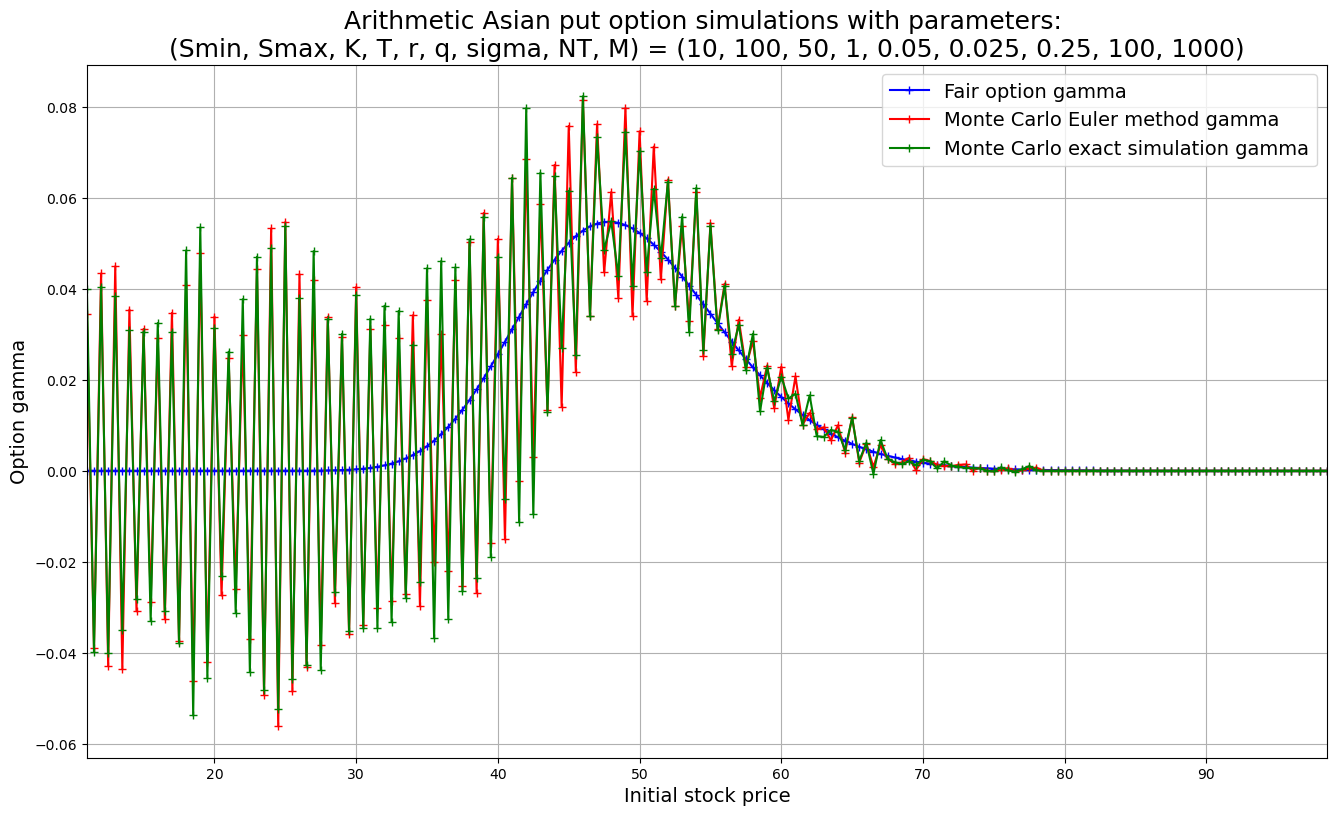 Arithmetic Asian put option simulations with parameters:
(Smin, Smax, K, T, r, q, sigma, NT, M) = (10, 100, 50, 1, 0.05, 0.025, 0.25, 100, 1000)
Fair option gamma
Monte Carlo Euler method gamma
Monte Carlo exact simulation gamma
Option gamma
0.08
0.06
0.04
0.02
0.00
−0.02
−0.04
−0.06
20 30 40 50 60 70 80 90
Initial stock price